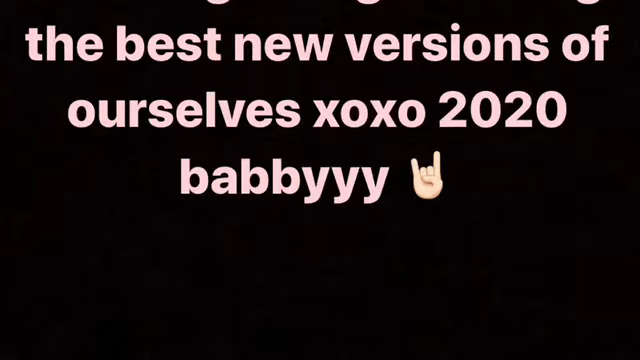 the best new versions of
ourselves xoxo 2020
babbyyy 🤘🏻